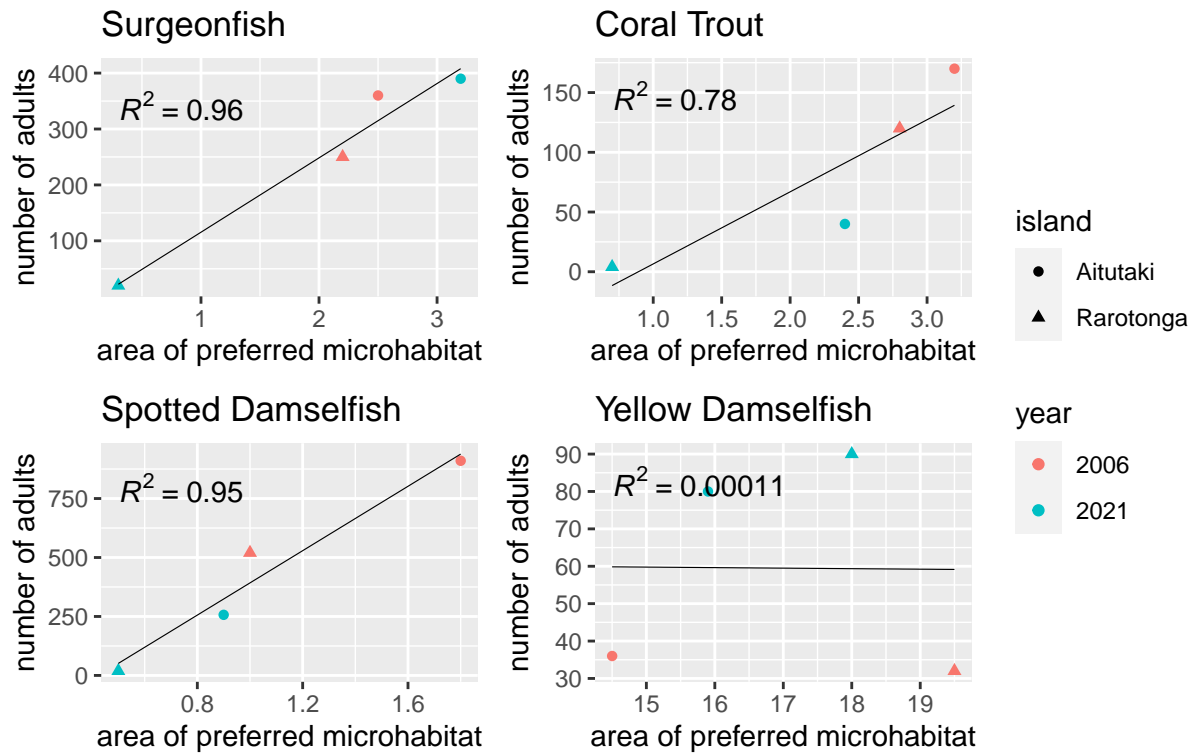 Surgeonfish
number of adults
400
300
200
100
R² = 0.96
1 2 3
area of preferred microhabitat
Coral Trout
number of adults
150
100
50
0
R² = 0.78
1.0 1.5 2.0 2.5 3.0
area of preferred microhabitat
Spotted Damselfish
number of adults
750
500
250
0
R² = 0.95
0.8 1.2 1.6
area of preferred microhabitat
Yellow Damselfish
number of adults
90
80
70
60
50
40
30
R² = 0.00011
15 16 17 18 19
area of preferred microhabitat
island
Aitutaki
Rarotonga
year
2006
2021